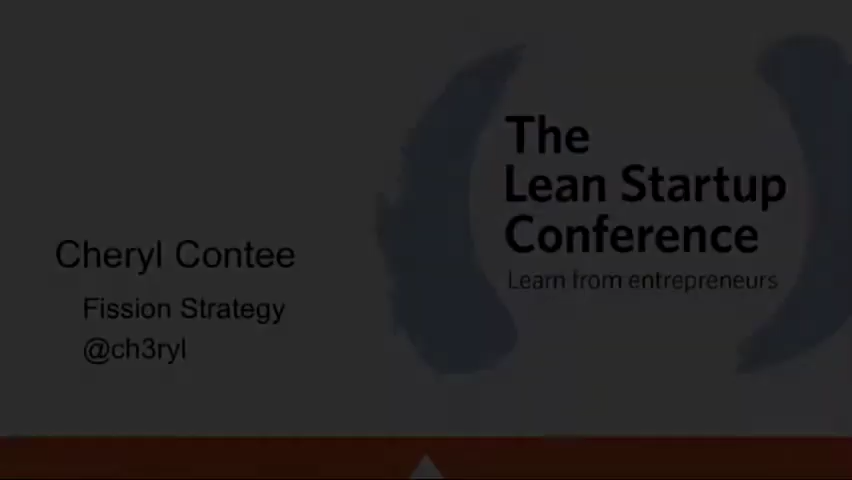 Cheryl Contee
Fission Strategy
@ch3ryl
The
Lean Startup
Conference
Learn from entrepreneurs